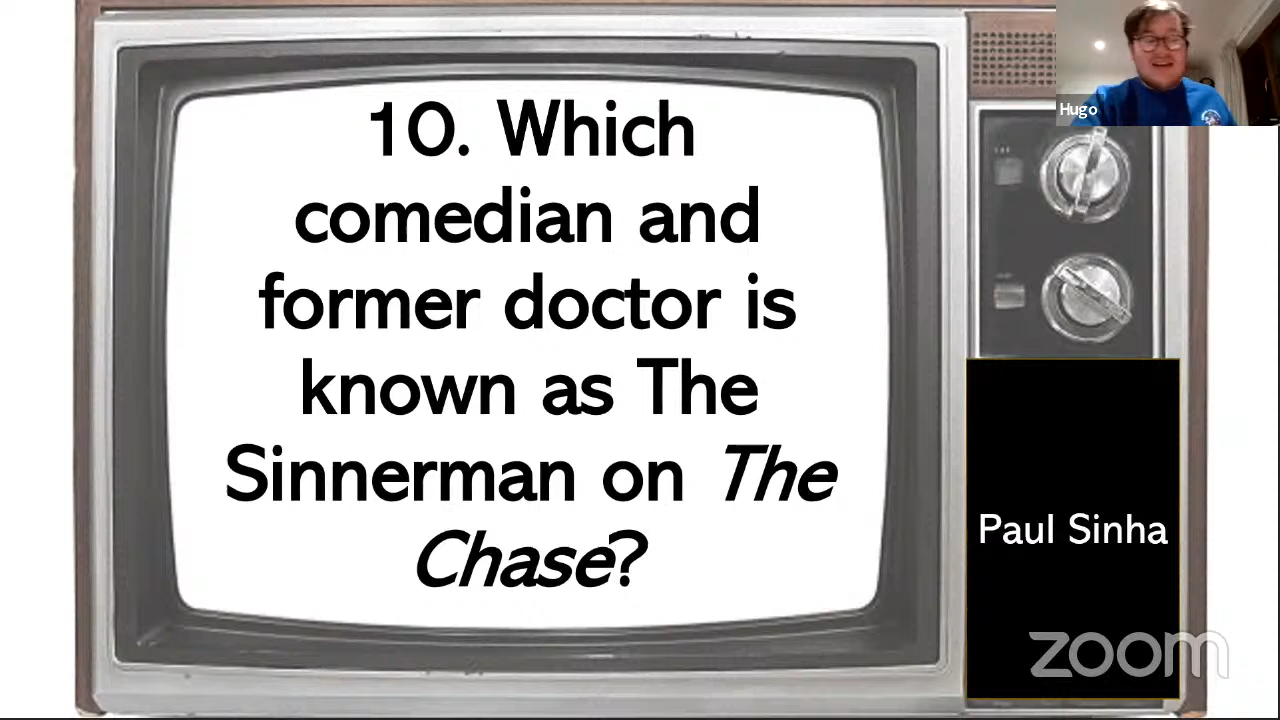 10. Which
comedian and
former doctor is
known as The
Sinnerman on The
Chase?
Hugo
Paul Sinha
zoom